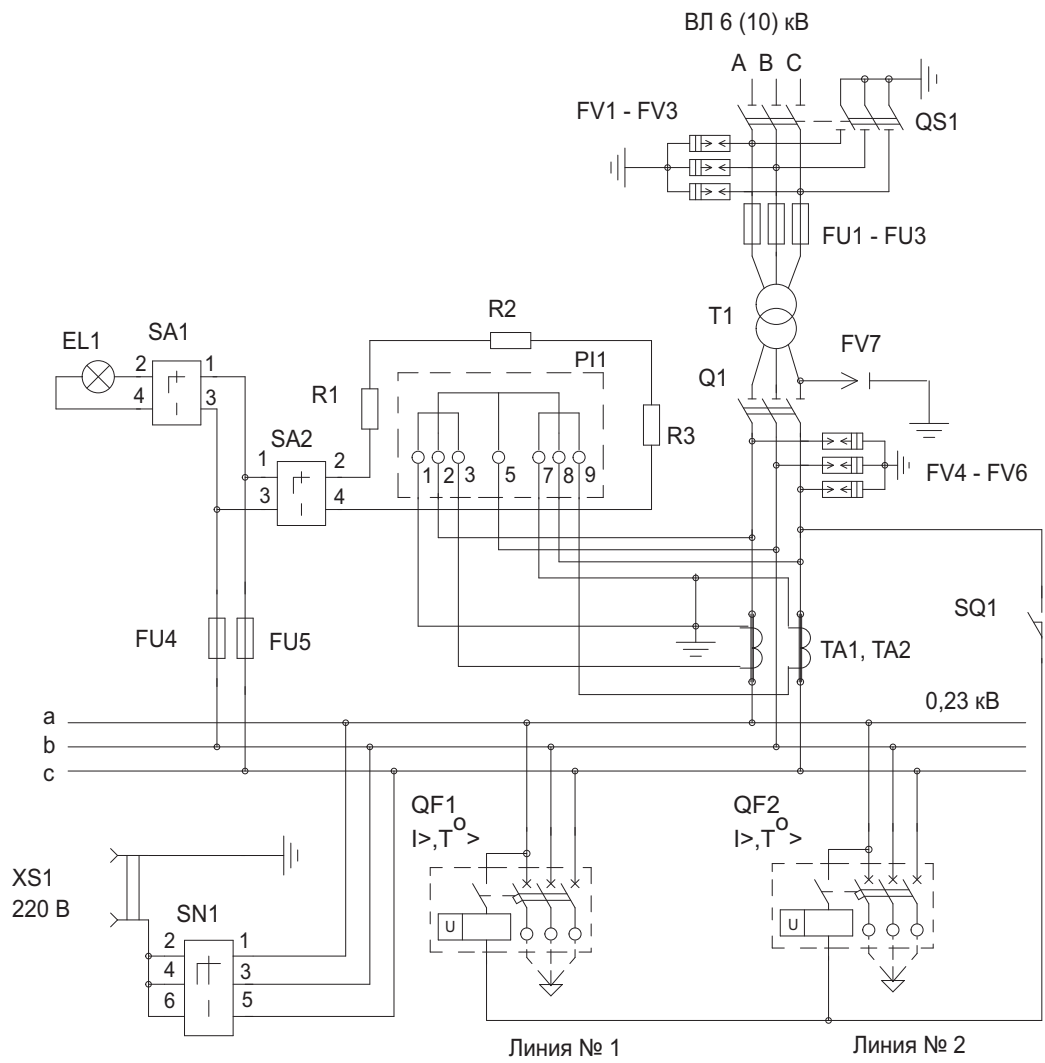 ВЛ 6 (10) кВ
A B C
FV1 - FV3
QS1
FU1 - FU3
R2
T1
SA1
EL1
2 1
4 3
PI1
FV7
Q1
R1
R3
SA2
1 2
3 4
1 2 3 5 7 8 9
FV4 - FV6
SQ1
FU4 FU5
TA1, TA2
0,23 кВ
a
b
c
QF1
I>,T°>
QF2
I>,T°>
XS1
220 В
SN1
U
U
2 1
4 3
6 5
Линия № 1
Линия № 2